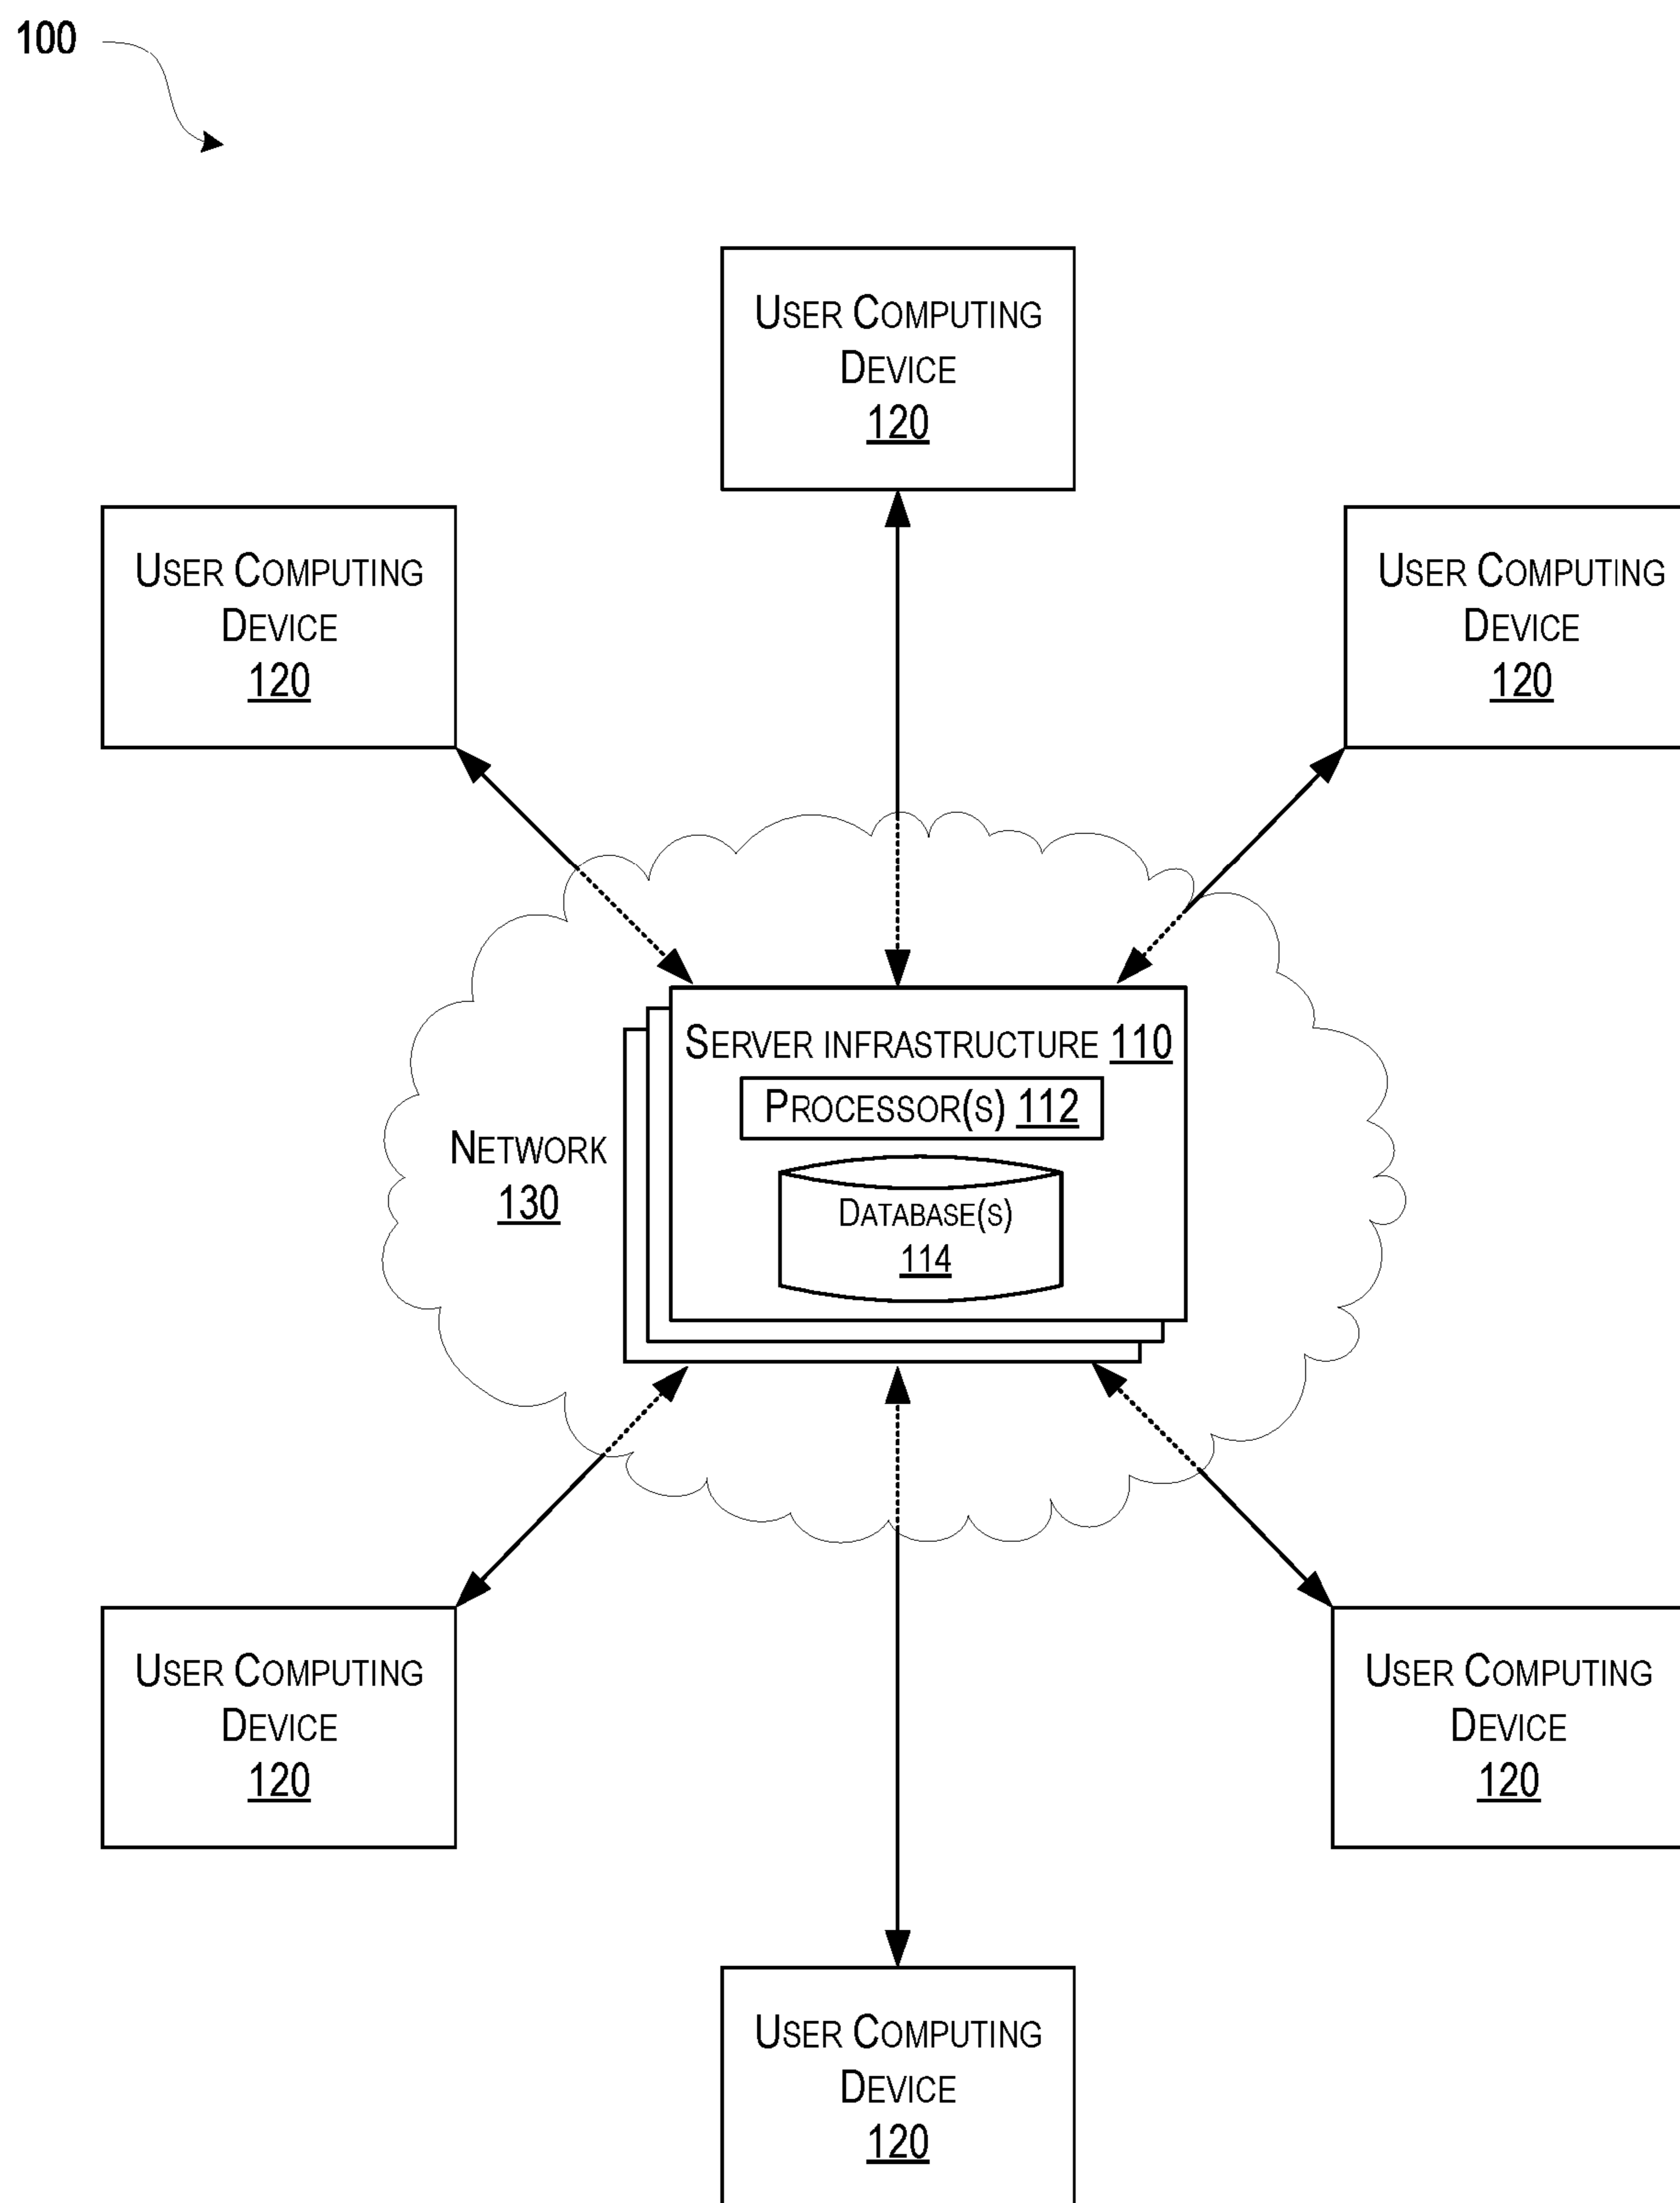 100
USER COMPUTING
DEVICE
120
USER COMPUTING
DEVICE
120
USER COMPUTING
DEVICE
120
SERVER INFRASTRUCTURE 110
PROCESSOR(S) 112
NETWORK
130
DATABASE(S)
114
USER COMPUTING
DEVICE
120
USER COMPUTING
DEVICE
120
USER COMPUTING
DEVICE
120